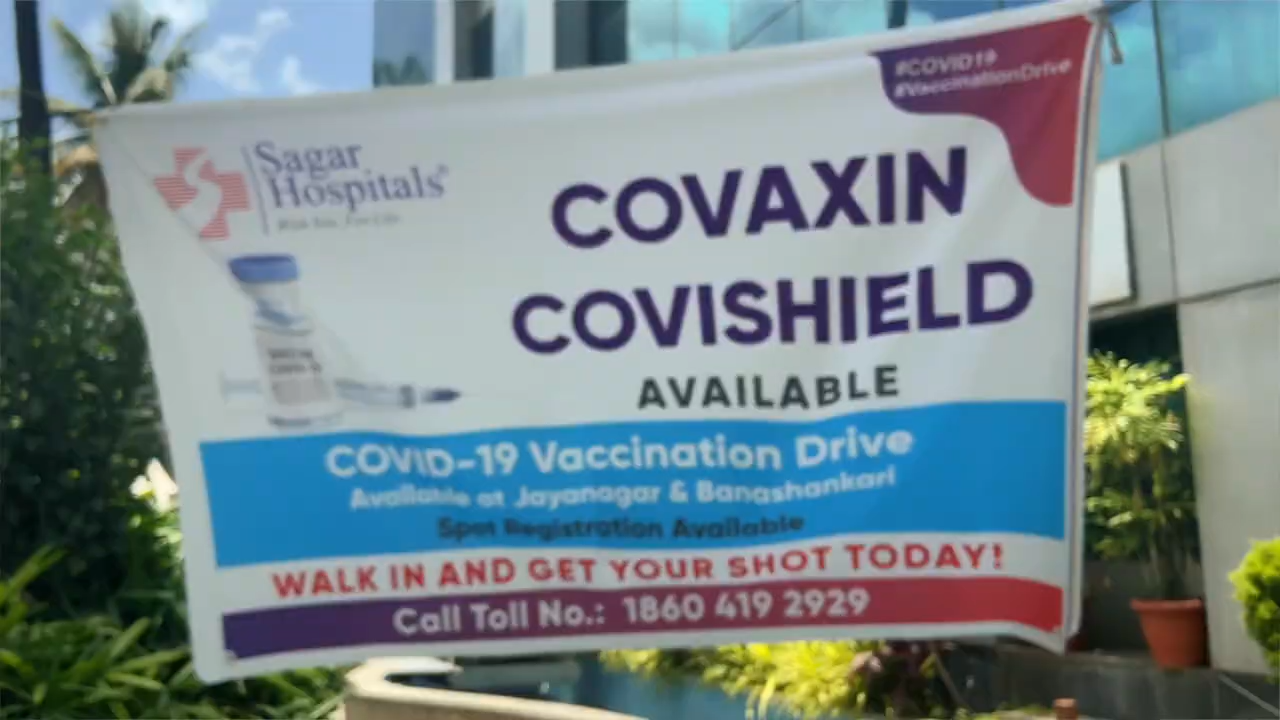 #COVID19
#VaccinationDrive
Sagar
Hospitals
COVAXIN
COVISHIELD
AVAILABLE
COVID-19 Vaccination Drive
Available at Jayanagar & Banashankari
Spot Registration Available
WALK IN AND GET YOUR SHOT TODAY!
Call Toll No.: 1860 419 2929